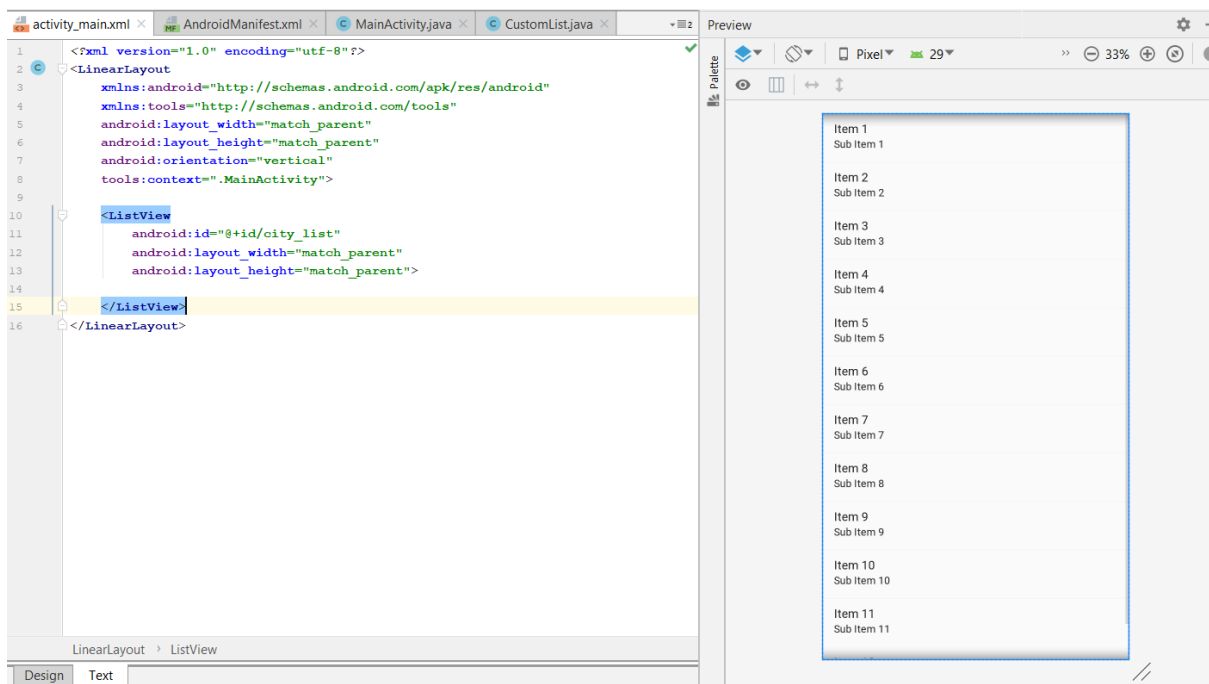 activity_main.xml AndroidManifest.xml MainActivity.java CustomList.java 2 Preview
1 <?xml version="1.0" encoding="utf-8"?>
2 <LinearLayout
3 xmlns:android="http://schemas.android.com/apk/res/android"
4 xmlns:tools="http://schemas.android.com/tools"
5 android:layout_width="match_parent"
6 android:layout_height="match_parent"
7 android:orientation="vertical"
8 tools:context=".MainActivity">
9
10 <ListView
11 android:id="@+id/city_list"
12 android:layout_width="match_parent"
13 android:layout_height="match_parent">
14
15 </ListView>
16 </LinearLayout>
LinearLayout › ListView
Design Text
Palette
Pixel 29 33%
Item 1
Sub Item 1
Item 2
Sub Item 2
Item 3
Sub Item 3
Item 4
Sub Item 4
Item 5
Sub Item 5
Item 6
Sub Item 6
Item 7
Sub Item 7
Item 8
Sub Item 8
Item 9
Sub Item 9
Item 10
Sub Item 10
Item 11
Sub Item 11